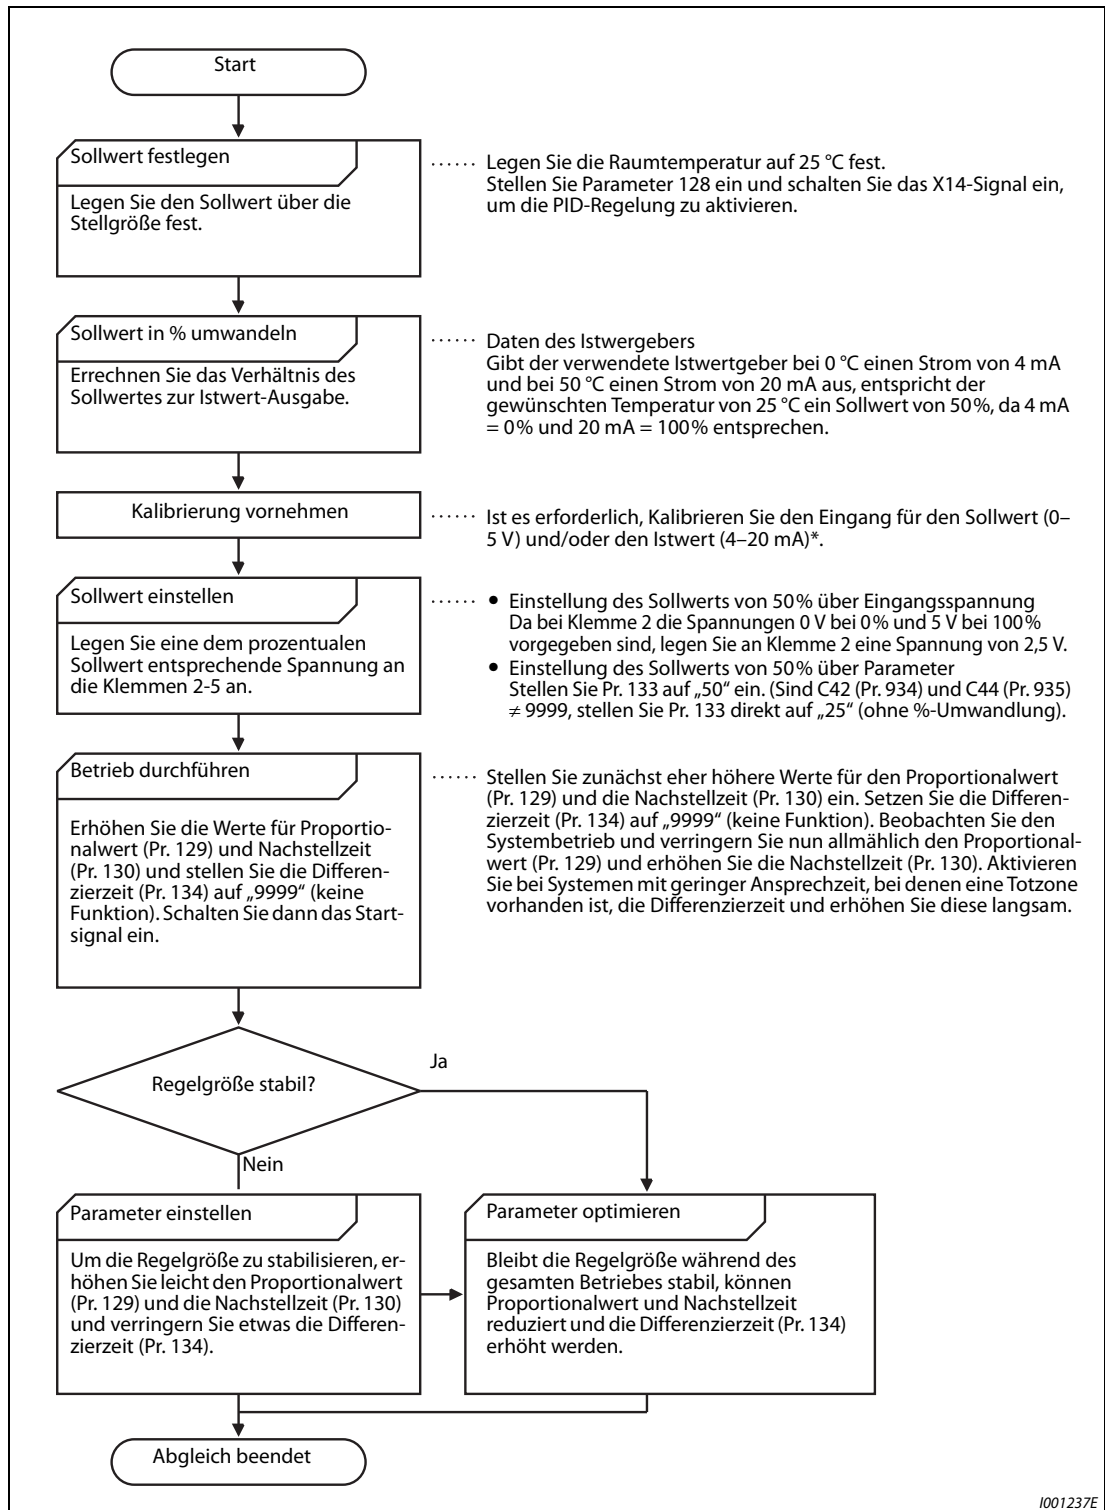 Start
Sollwert festlegen
Legen Sie den Sollwert über die
Stellgröße fest.
...... Legen Sie die Raumtemperatur auf 25 °C fest.
Stellen Sie Parameter 128 ein und schalten Sie das X14-Signal ein,
um die PID-Regelung zu aktivieren.
Sollwert in % umwandeln
Errechnen Sie das Verhältnis des
Sollwertes zur Istwert-Ausgabe.
...... Daten des Istwergebers
Gibt der verwendete Istwertgeber bei 0 °C einen Strom von 4 mA
und bei 50 °C einen Strom von 20 mA aus, entspricht der
gewünschten Temperatur von 25 °C ein Sollwert von 50%, da 4 mA
= 0% und 20 mA = 100% entsprechen.
Kalibrierung vornehmen
...... Ist es erforderlich, Kalibrieren Sie den Eingang für den Sollwert (0–
5 V) und/oder den Istwert (4–20 mA)*.
Sollwert einstellen
Legen Sie eine dem prozentualen
Sollwert entsprechende Spannung an
die Klemmen 2-5 an.
...... ● Einstellung des Sollwerts von 50% über Eingangsspannung
Da bei Klemme 2 die Spannungen 0 V bei 0% und 5 V bei 100%
vorgegeben sind, legen Sie an Klemme 2 eine Spannung von 2,5 V.
● Einstellung des Sollwerts von 50% über Parameter
Stellen Sie Pr. 133 auf „50“ ein. (Sind C42 (Pr. 934) und C44 (Pr. 935)
≠ 9999, stellen Sie Pr. 133 direkt auf „25“ (ohne %-Umwandlung).
Betrieb durchführen
Erhöhen Sie die Werte für Proportio-
nalwert (Pr. 129) und Nachstellzeit
(Pr. 130) und stellen Sie die Differen-
zierzeit (Pr. 134) auf „9999“ (keine
Funktion). Schalten Sie dann das Start-
signal ein.
...... Stellen Sie zunächst eher höhere Werte für den Proportionalwert
(Pr. 129) und die Nachstellzeit (Pr. 130) ein. Setzen Sie die Differen-
zierzeit (Pr. 134) auf „9999“ (keine Funktion). Beobachten Sie den
Systembetrieb und verringern Sie nun allmählich den Proportional-
wert (Pr. 129) und erhöhen Sie die Nachstellzeit (Pr. 130). Aktivieren
Sie bei Systemen mit geringer Ansprechzeit, bei denen eine Totzone
vorhanden ist, die Differenzierzeit und erhöhen Sie diese langsam.
Ja
Regelgröße stabil?
Nein
Parameter einstellen
Um die Regelgröße zu stabilisieren, er-
höhen Sie leicht den Proportionalwert
(Pr. 129) und die Nachstellzeit (Pr. 130)
und verringern Sie etwas die Differen-
zierzeit (Pr. 134).
Parameter optimieren
Bleibt die Regelgröße während des
gesamten Betriebes stabil, können
Proportionalwert und Nachstellzeit
reduziert und die Differenzierzeit (Pr. 134)
erhöht werden.
Abgleich beendet
I001237E